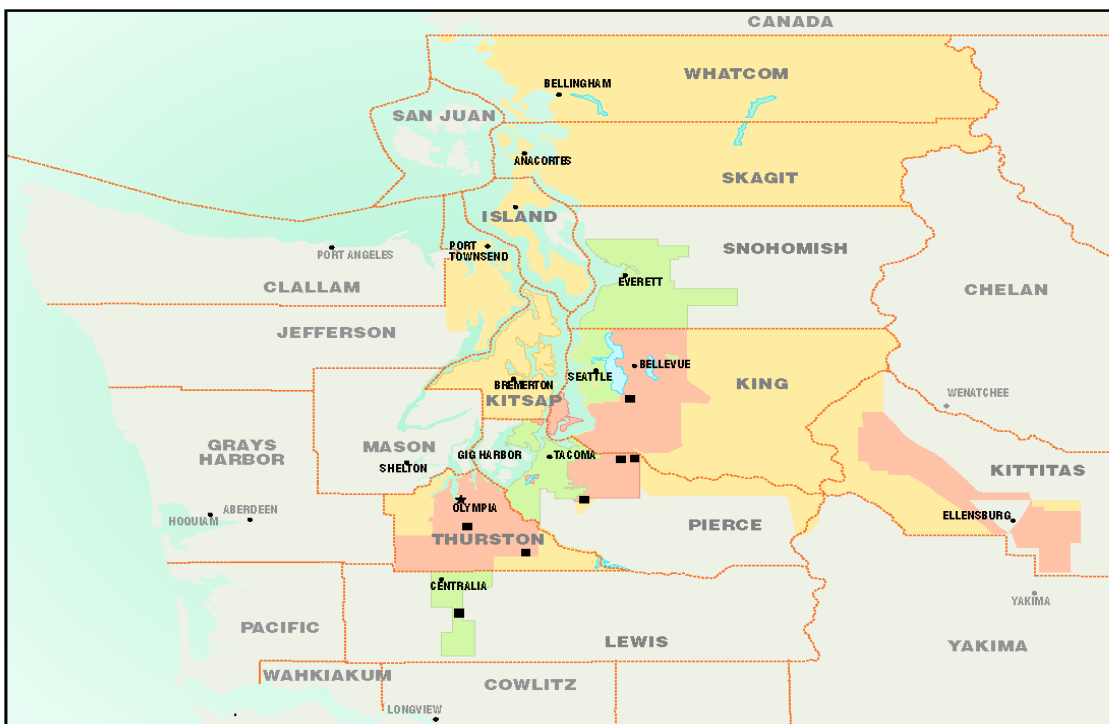 CANADA
WHATCOM
BELLINGHAM
SAN JUAN
ANACORTES
SKAGIT
ISLAND
PORT
TOWNSEND
SNOHOMISH
PORT ANGELES
EVERETT
CLALLAM
CHELAN
JEFFERSON
BELLEVUE
SEATTLE
BREMERTON
KING
KITSAP
WENATCHEE
GRAYS
HARBOR
MASON
GIG HARBOR
TACOMA
SHELTON
KITTITAS
OLYMPIA
ABERDEEN
HOQUIAM
ELLENSBURG
PIERCE
THURSTON
CENTRALIA
YAKIMA
PACIFIC
LEWIS
YAKIMA
WAHKIAKUM
COWLITZ
LONGVIEW